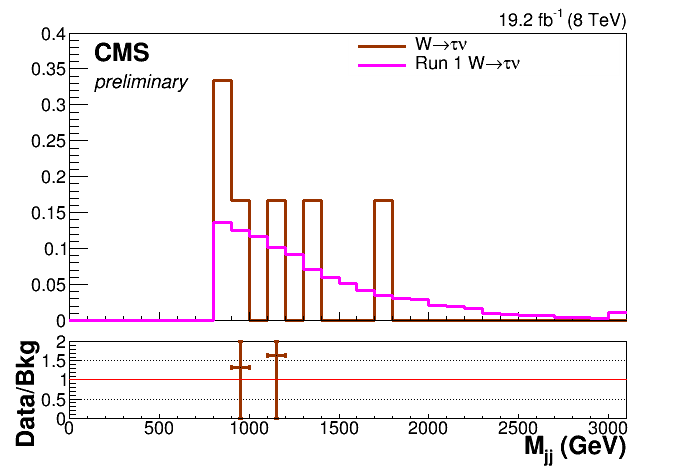 19.2 fb⁻¹ (8 TeV)
CMS
preliminary
W→τν
Run 1 W→τν
0.4
0.35
0.3
0.25
0.2
0.15
0.1
0.05
0
Data/Bkg
2
1.5
1
0.5
0
0 500 1000 1500 2000 2500 3000
Mjj (GeV)